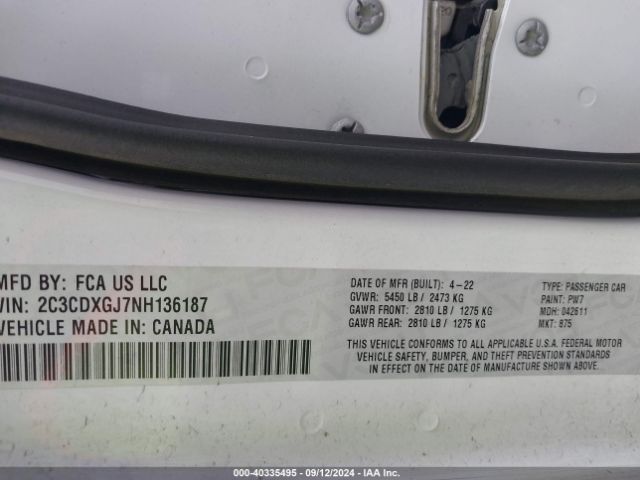 MFD BY: FCA US LLC
VIN: 2C3CDXGJ7NH136187
VEHICLE MADE IN: CANADA
DATE OF MFR (BUILT): 4-22
GVWR: 5450 LB / 2473 KG
GAWR FRONT: 2810 LB / 1275 KG
GAWR REAR: 2810 LB / 1275 KG
TYPE: PASSENGER CAR
PAINT: PW7
MDH: 042611
MKT: 875
THIS VEHICLE CONFORMS TO ALL APPLICABLE U.S.A. FEDERAL MOTOR
VEHICLE SAFETY, BUMPER, AND THEFT PREVENTION STANDARDS
IN EFFECT ON THE DATE OF MANUFACTURE SHOWN ABOVE.
© COPART - 40335495 - 09/12/2024 - IAA Inc.